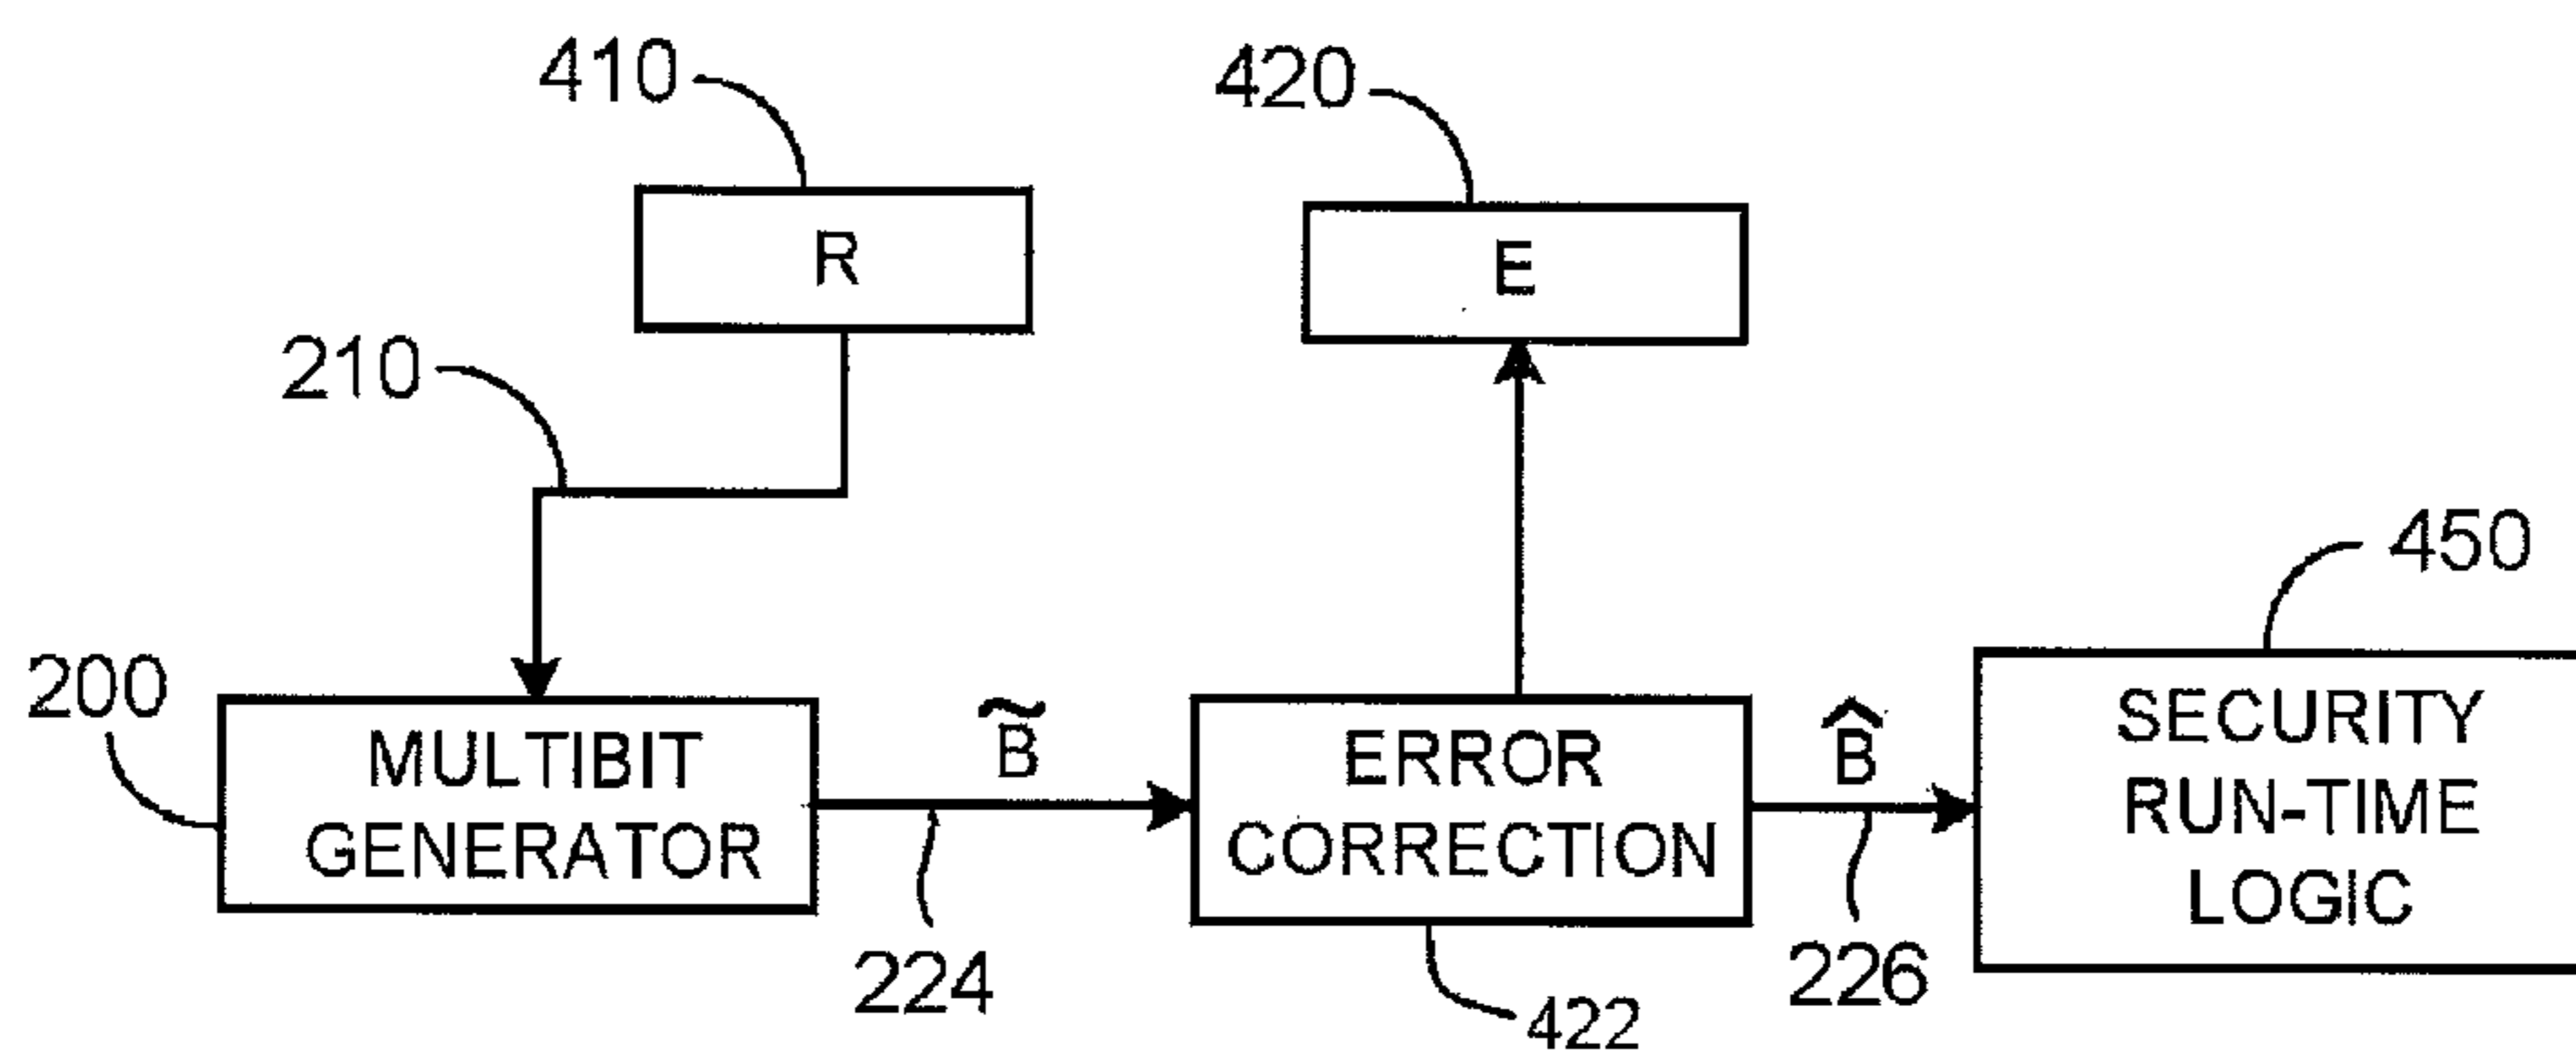 410
420
R
E
210
450
200
MULTIBIT
GENERATOR
B̃
ERROR
CORRECTION
B̂
SECURITY
RUN-TIME
LOGIC
224
226
422